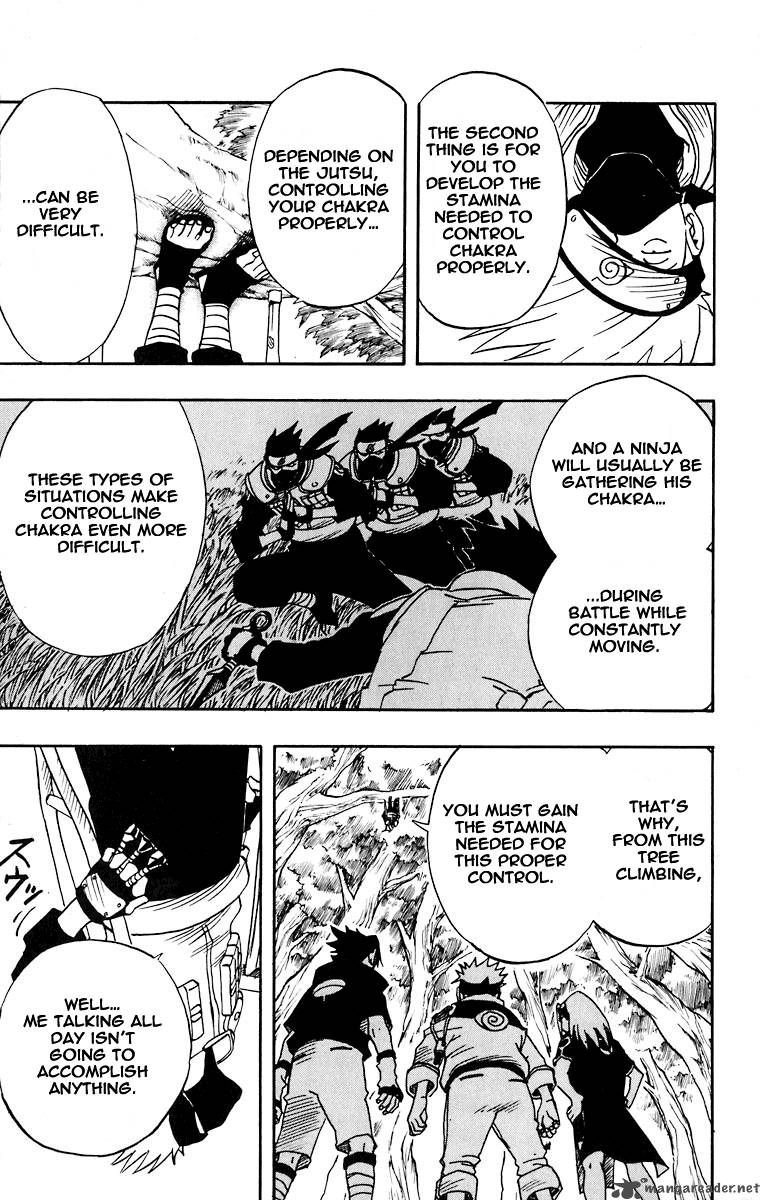 THE SECOND
THING IS FOR
YOU TO
DEVELOP THE
STAMINA
NEEDED TO
CONTROL
CHAKRA
PROPERLY.
DEPENDING ON
THE JUTSU,
CONTROLLING
YOUR CHAKRA
PROPERLY...
...CAN BE
VERY
DIFFICULT.
AND A NINJA
WILL USUALLY BE
GATHERING HIS
CHAKRA...
...DURING
BATTLE WHILE
CONSTANTLY
MOVING.
THESE TYPES OF
SITUATIONS MAKE
CONTROLLING
CHAKRA EVEN MORE
DIFFICULT.
THAT'S
WHY,
FROM THIS
TREE
CLIMBING,
YOU MUST GAIN
THE STAMINA
NEEDED FOR
THIS PROPER
CONTROL.
スウッ
WELL...
ME TALKING ALL
DAY ISN'T
GOING TO
ACCOMPLISH
ANYTHING.
mangareader.net